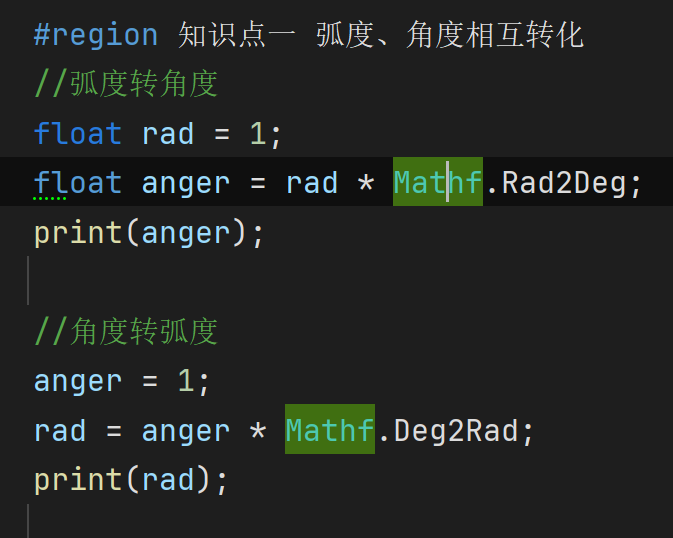 #region 知识点一 弧度、角度相互转化
//弧度转角度
float rad = 1;
float anger = rad * Mathf.Rad2Deg;
print(anger);
//角度转弧度
anger = 1;
rad = anger * Mathf.Deg2Rad;
print(rad);